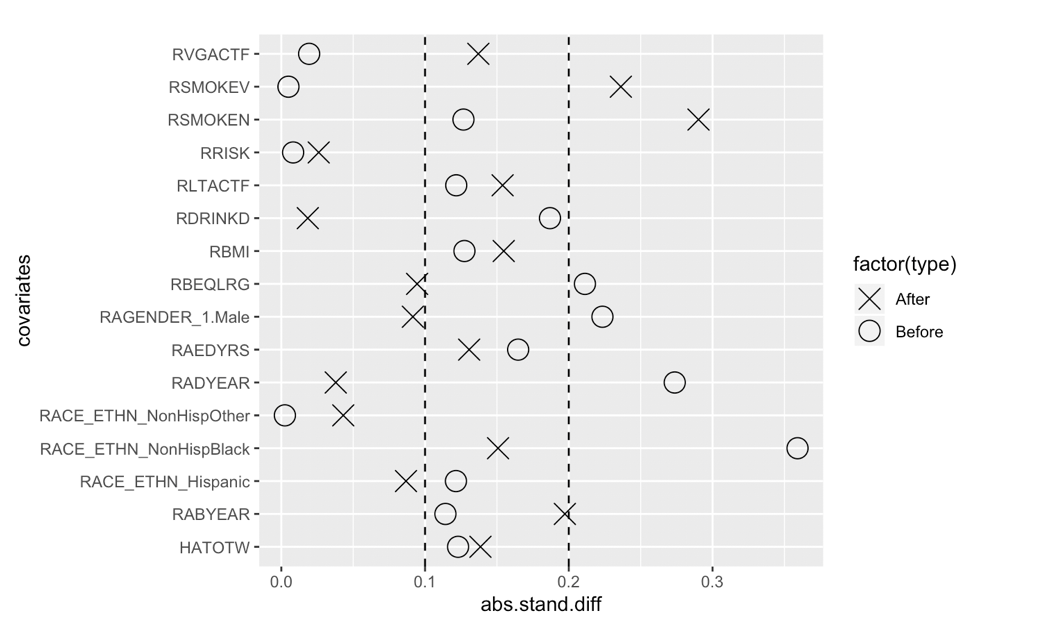 RVGACTF
RSMOKEV
RSMOKEN
RRISK
RLTACTF
RDRINKD
RBMI
RBEQLRG
RAGENDER_1.Male
RAEDYRS
RADYEAR
RACE_ETHN_NonHispOther
RACE_ETHN_NonHispBlack
RACE_ETHN_Hispanic
RABYEAR
HATOTW
covariates
0.0 0.1 0.2 0.3
abs.stand.diff
factor(type)
After
Before